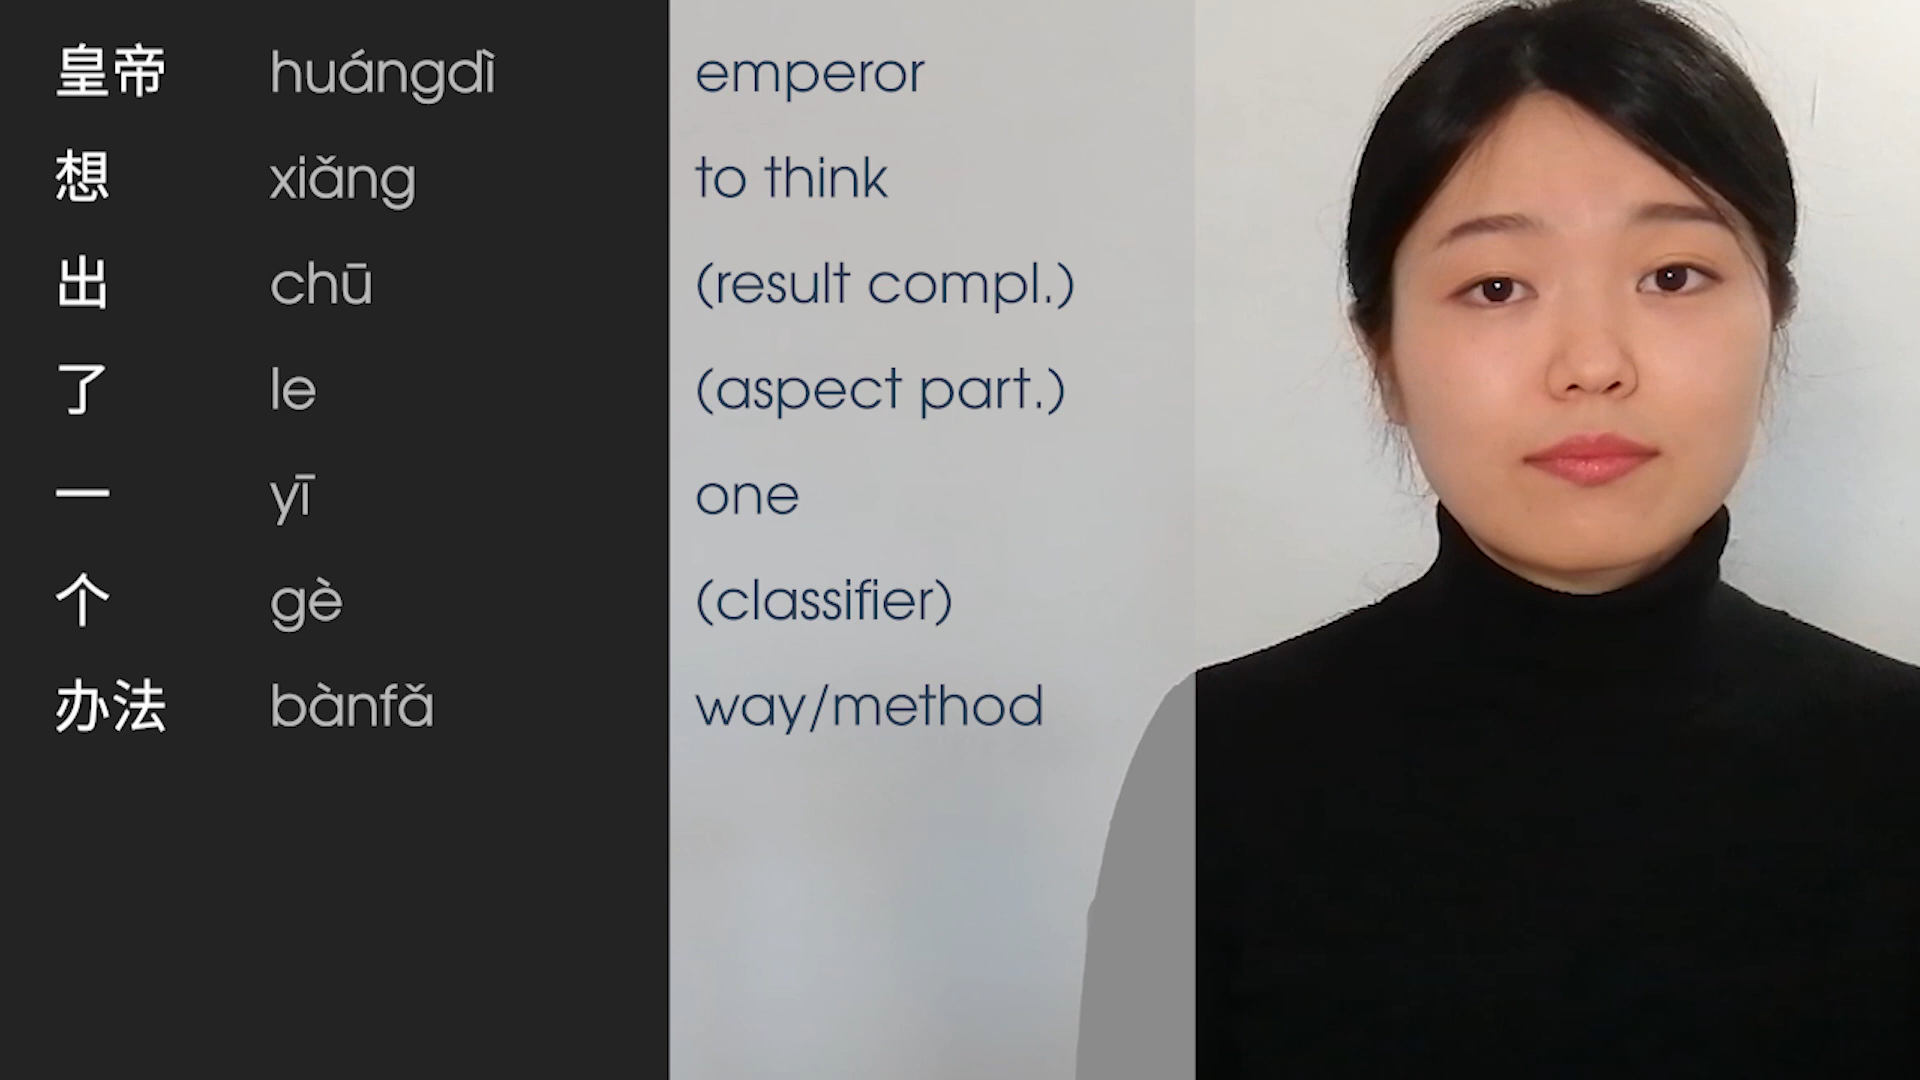 皇帝 huángdì emperor
想 xiǎng to think
出 chū (result compl.)
了 le (aspect part.)
一 yī one
个 gè (classifier)
办法 bànfǎ way/method